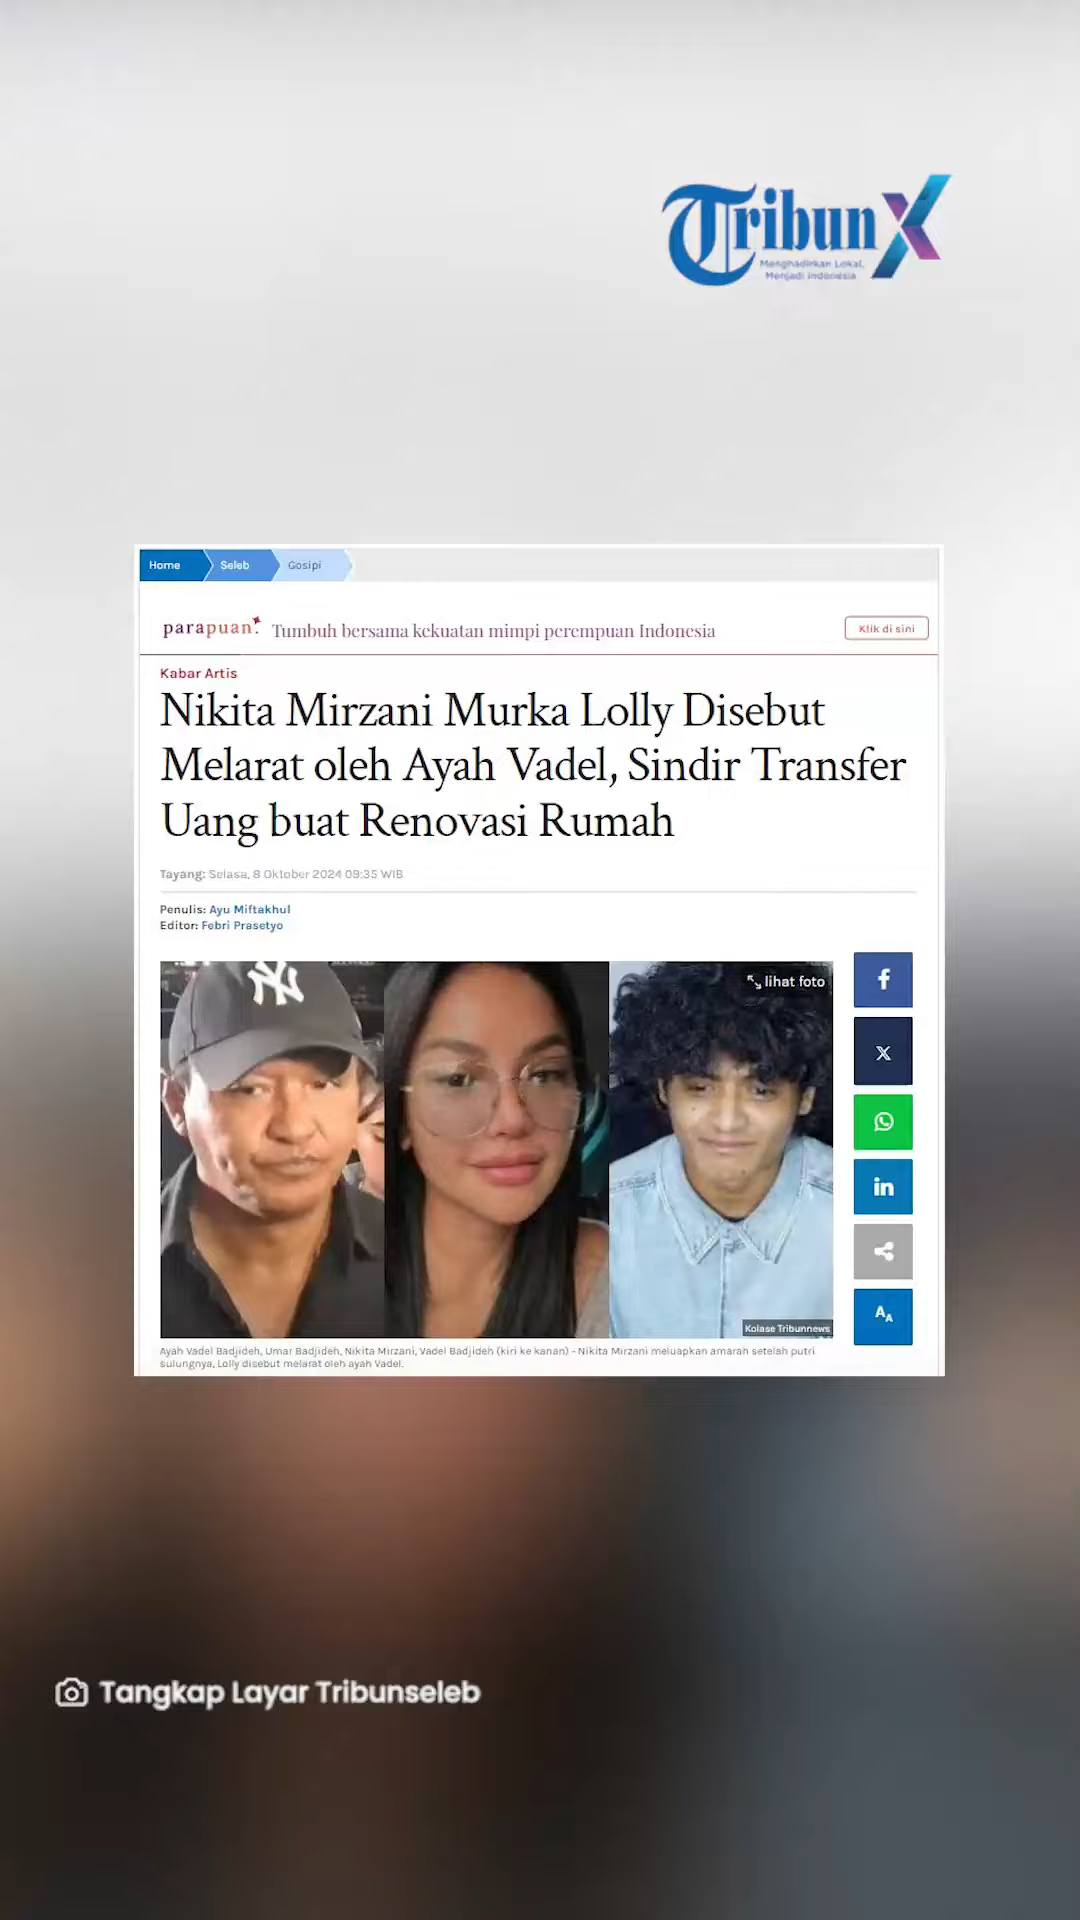 TribunX
Menghadirkan Lokal,
Menjadi Indonesia
Home Seleb Gosipi
parapuan. Tumbuh bersama kekuatan mimpi perempuan Indonesia Klik di sini
Kabar Artis
Nikita Mirzani Murka Lolly Disebut
Melarat oleh Ayah Vadel, Sindir Transfer
Uang buat Renovasi Rumah
Tayang: Selasa, 8 Oktober 2024 09:35 WIB
Penulis: Ayu Miftakhul
Editor: Febri Prasetyo
NY
lihat foto
f
X
in
AA
Kolase Tribunnews
Ayah Vadel Badjideh, Umar Badjideh, Nikita Mirzani, Vadel Badjideh (kiri ke kanan) - Nikita Mirzani meluapkan amarah setelah putri
sulungnya, Lolly disebut melarat oleh ayah Vadel.
Tangkap Layar Tribunseleb